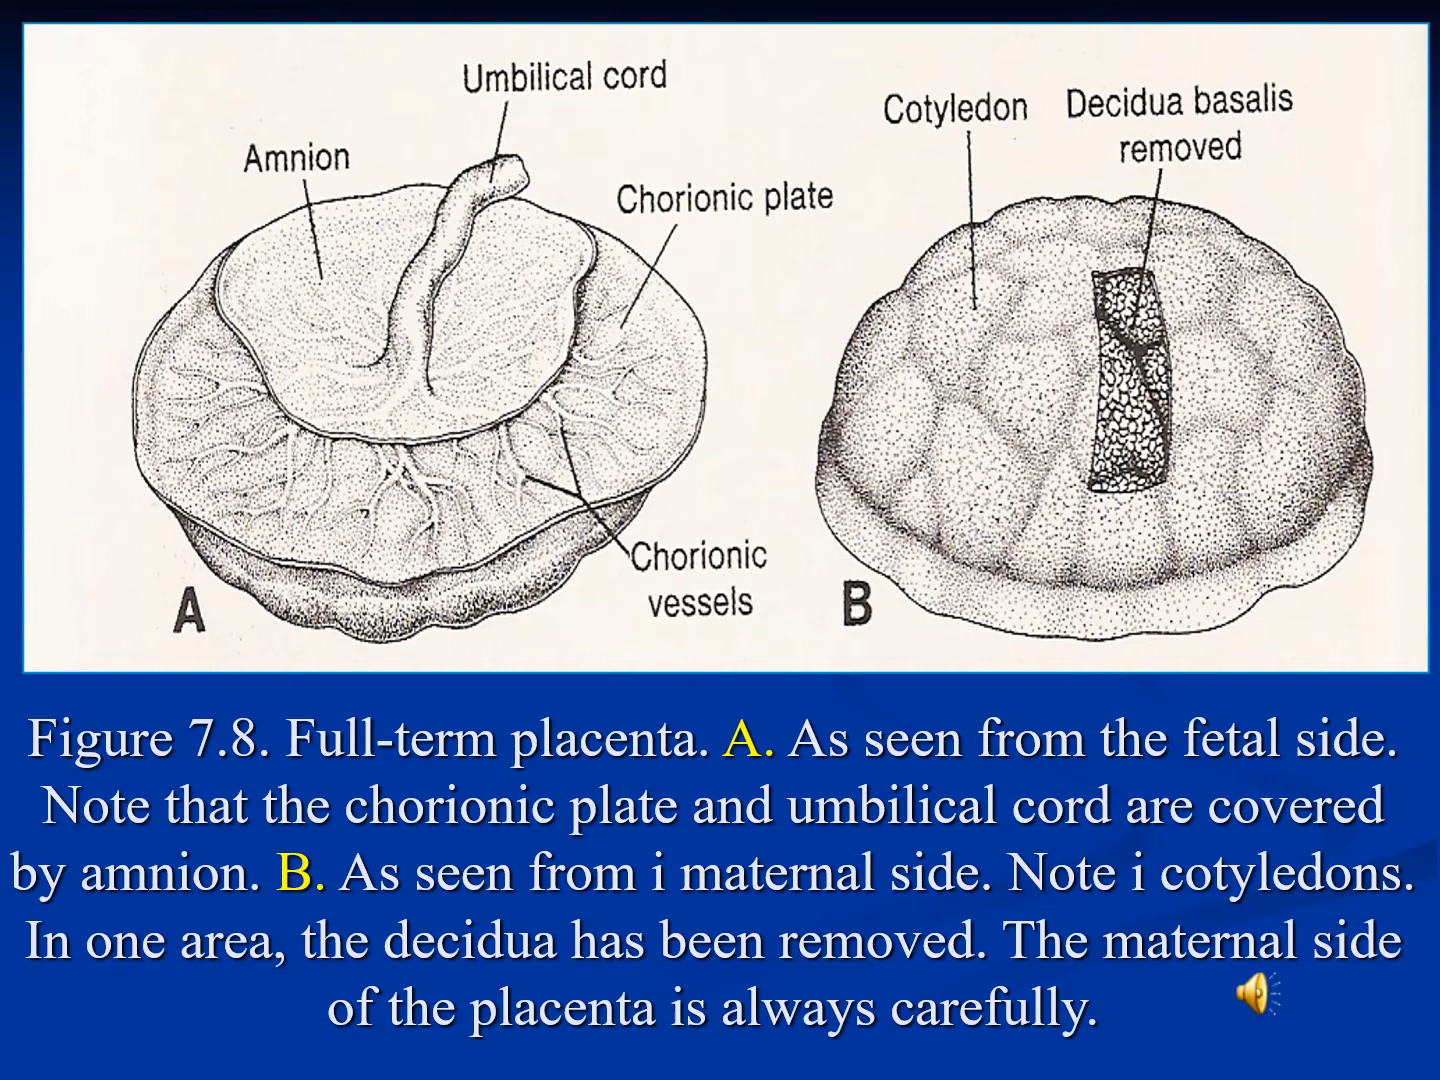 Umbilical cord
Amnion
Chorionic plate
Chorionic
vessels
A
Cotyledon
Decidua basalis
removed
B
Figure 7.8. Full-term placenta. A. As seen from the fetal side.
Note that the chorionic plate and umbilical cord are covered
by amnion. B. As seen from i maternal side. Note i cotyledons.
In one area, the decidua has been removed. The maternal side
of the placenta is always carefully.